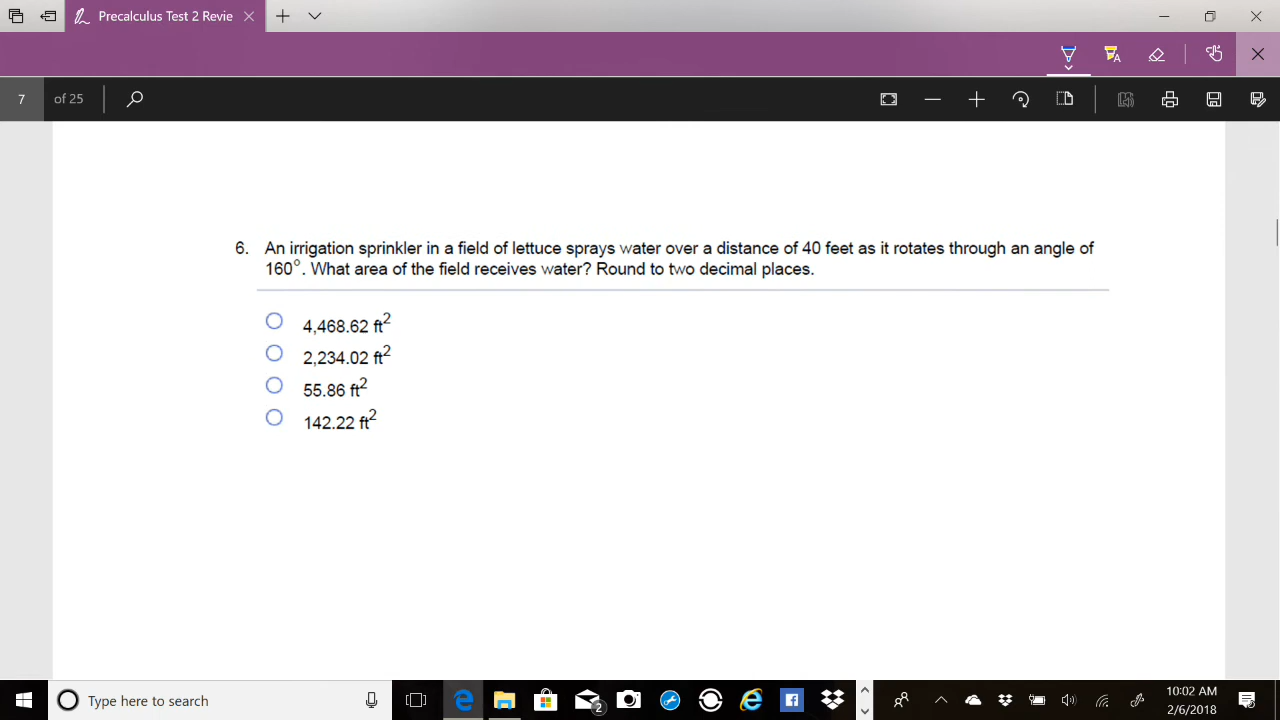 Precalculus Test 2 Revie
7 of 25
6. An irrigation sprinkler in a field of lettuce sprays water over a distance of 40 feet as it rotates through an angle of
160°. What area of the field receives water? Round to two decimal places.
4,468.62 ft²
2,234.02 ft²
55.86 ft²
142.22 ft²
Type here to search
2
10:02 AM
2/6/2018